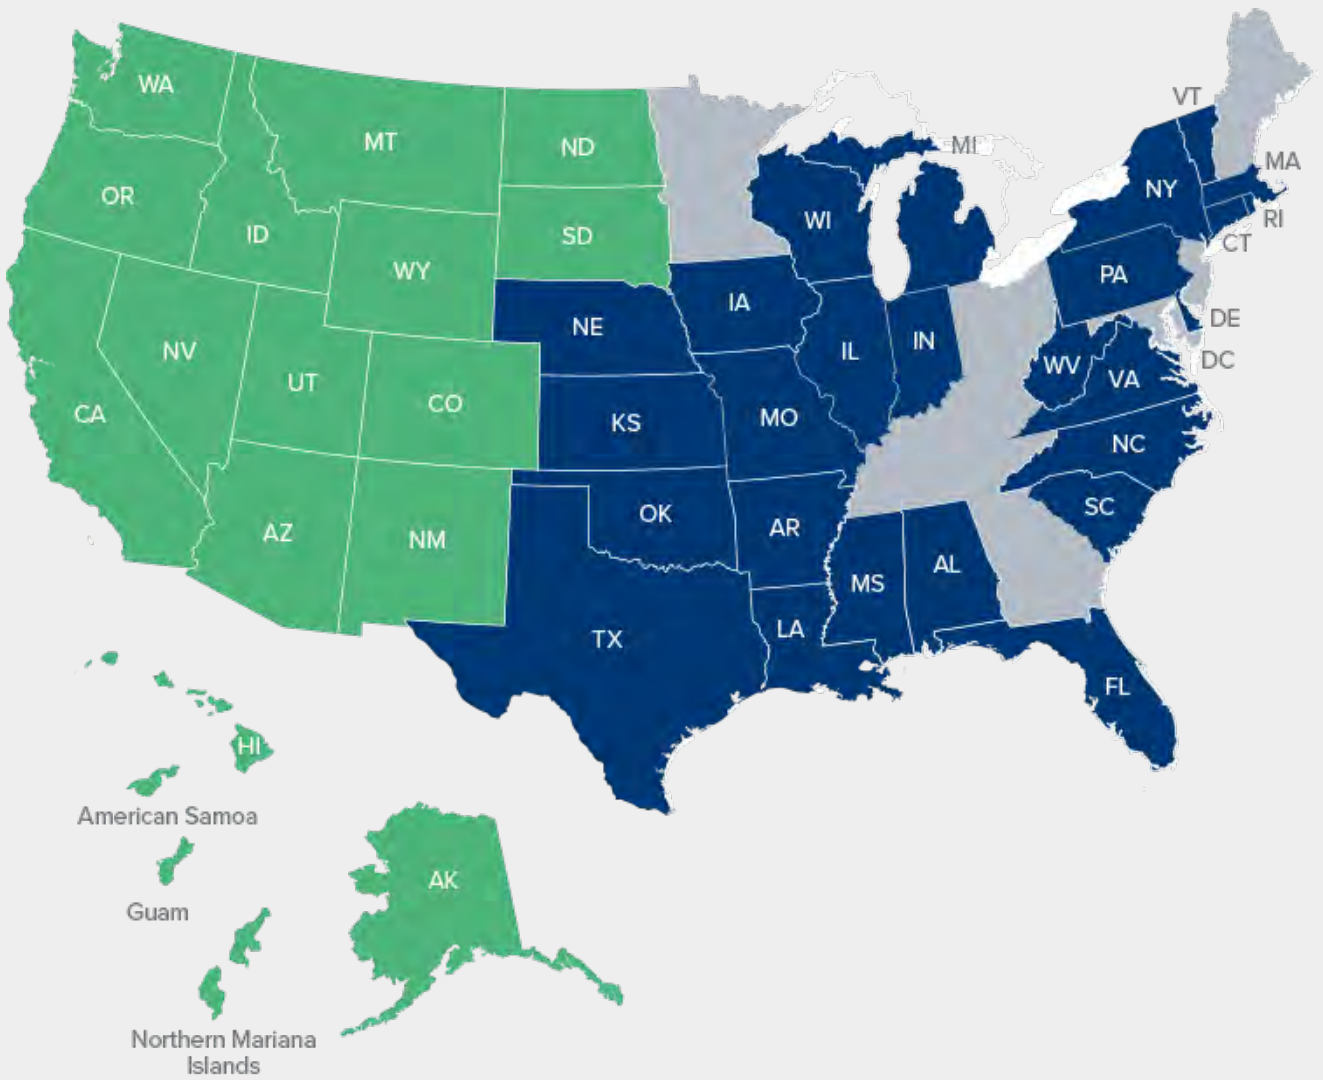 WA
MT
ND
VT
MI
MA
OR
NY
ID
SD
WI
RI
WY
CT
PA
NE
IA
DE
NV
IL
IN
DC
UT
WV
VA
CA
CO
KS
MO
NC
AZ
NM
OK
AR
SC
MS
AL
TX
LA
FL
HI
American Samoa
AK
Guam
Northern Mariana
Islands